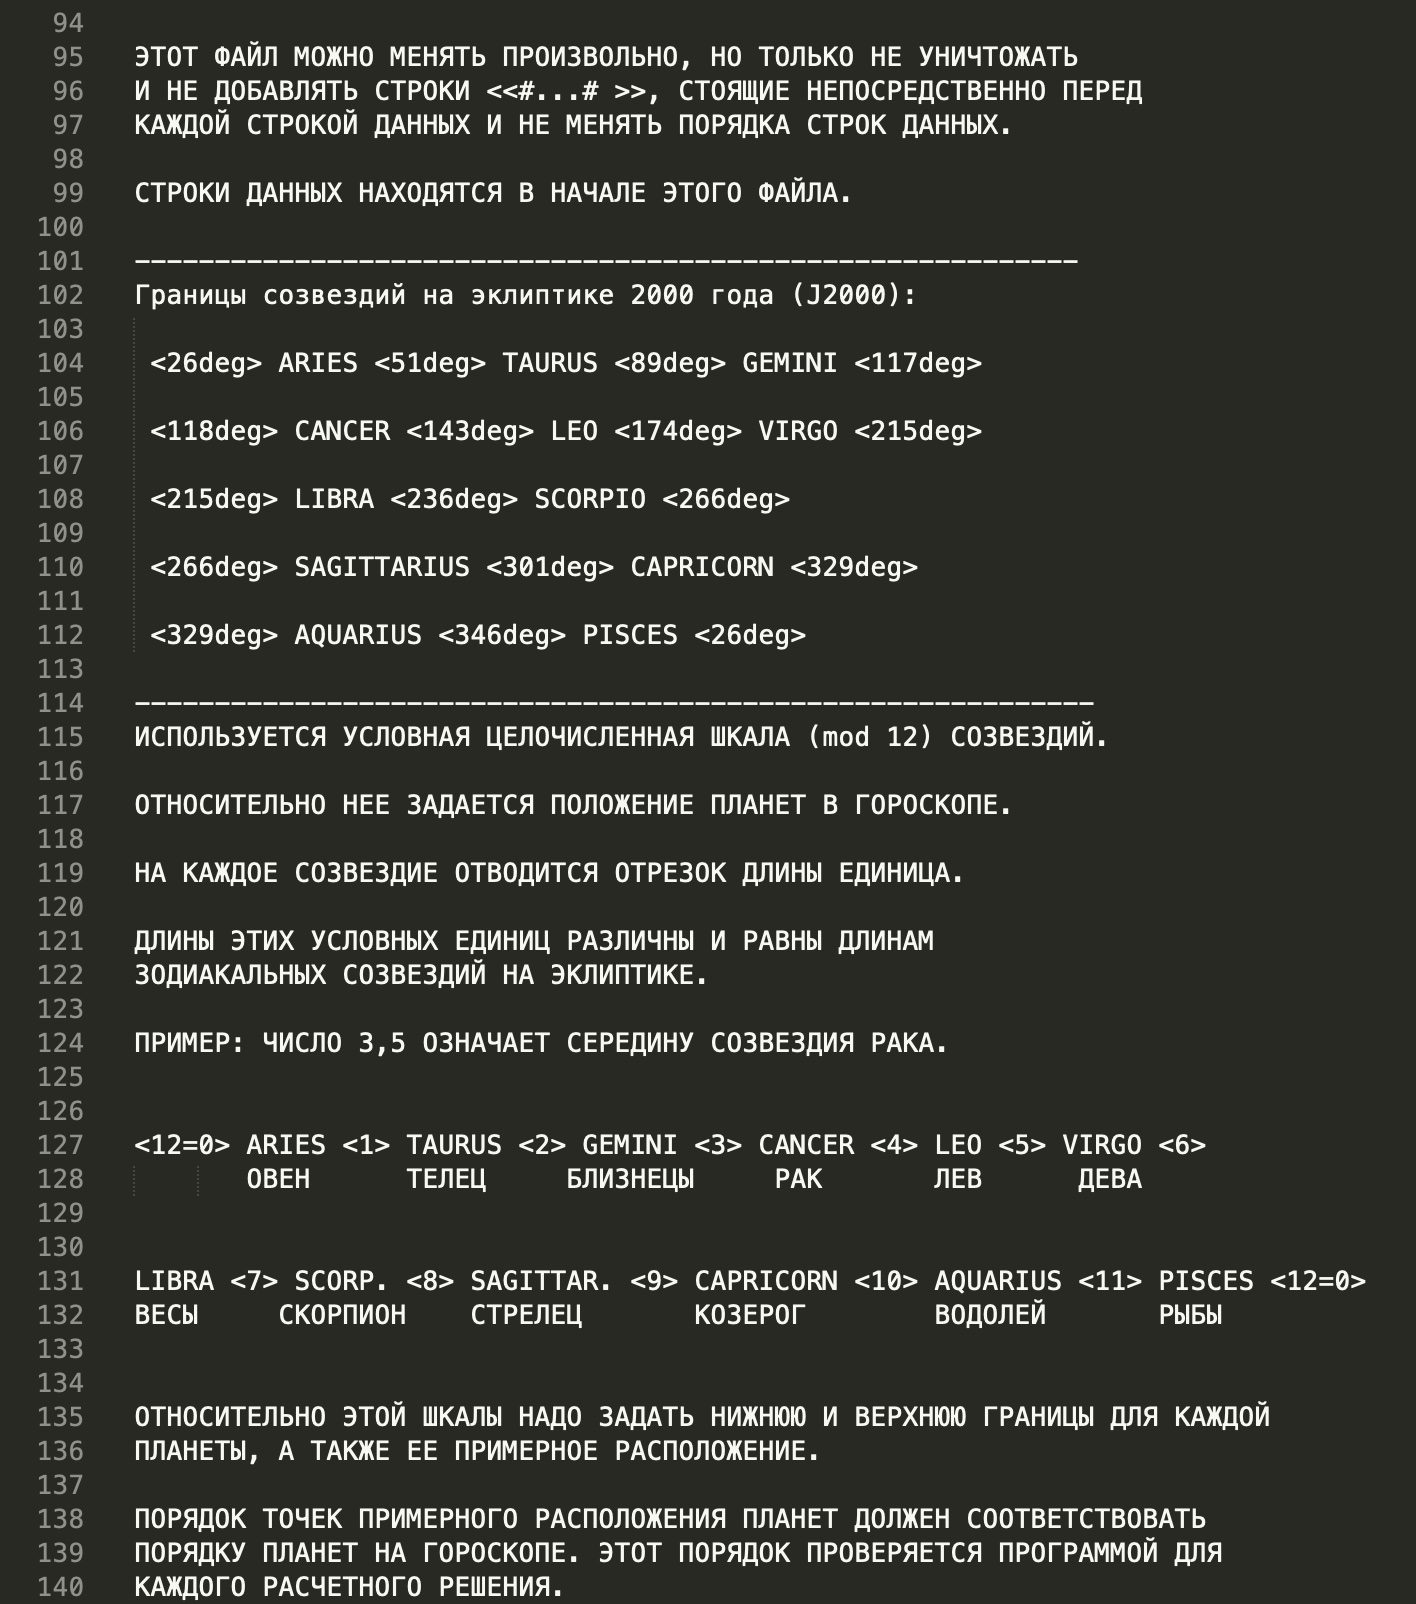 94
95 ЭТОТ ФАЙЛ МОЖНО МЕНЯТЬ ПРОИЗВОЛЬНО, НО ТОЛЬКО НЕ УНИЧТОЖАТЬ
96 И НЕ ДОБАВЛЯТЬ СТРОКИ <<#...# >>, СТОЯЩИЕ НЕПОСРЕДСТВЕННО ПЕРЕД
97 КАЖДОЙ СТРОКОЙ ДАННЫХ И НЕ МЕНЯТЬ ПОРЯДКА СТРОК ДАННЫХ.
98
99 СТРОКИ ДАННЫХ НАХОДЯТСЯ В НАЧАЛЕ ЭТОГО ФАЙЛА.
100
101 -----------------------------------------------------------
102 Границы созвездий на эклиптике 2000 года (J2000):
103
104 <26deg> ARIES <51deg> TAURUS <89deg> GEMINI <117deg>
105
106 <118deg> CANCER <143deg> LEO <174deg> VIRGO <215deg>
107
108 <215deg> LIBRA <236deg> SCORPIO <266deg>
109
110 <266deg> SAGITTARIUS <301deg> CAPRICORN <329deg>
111
112 <329deg> AQUARIUS <346deg> PISCES <26deg>
113
114 ------------------------------------------------------------
115 ИСПОЛЬЗУЕТСЯ УСЛОВНАЯ ЦЕЛОЧИСЛЕННАЯ ШКАЛА (mod 12) СОЗВЕЗДИЙ.
116
117 ОТНОСИТЕЛЬНО НЕЕ ЗАДАЕТСЯ ПОЛОЖЕНИЕ ПЛАНЕТ В ГОРОСКОПЕ.
118
119 НА КАЖДОЕ СОЗВЕЗДИЕ ОТВОДИТСЯ ОТРЕЗОК ДЛИНЫ ЕДИНИЦА.
120
121 ДЛИНЫ ЭТИХ УСЛОВНЫХ ЕДИНИЦ РАЗЛИЧНЫ И РАВНЫ ДЛИНАМ
122 ЗОДИАКАЛЬНЫХ СОЗВЕЗДИЙ НА ЭКЛИПТИКЕ.
123
124 ПРИМЕР: ЧИСЛО 3,5 ОЗНАЧАЕТ СЕРЕДИНУ СОЗВЕЗДИЯ РАКА.
125
126
127 <12=0> ARIES <1> TAURUS <2> GEMINI <3> CANCER <4> LEO <5> VIRGO <6>
128 ОВЕН ТЕЛЕЦ БЛИЗНЕЦЫ РАК ЛЕВ ДЕВА
129
130
131 LIBRA <7> SCORP. <8> SAGITTAR. <9> CAPRICORN <10> AQUARIUS <11> PISCES <12=0>
132 ВЕСЫ СКОРПИОН СТРЕЛЕЦ КОЗЕРОГ ВОДОЛЕЙ РЫБЫ
133
134
135 ОТНОСИТЕЛЬНО ЭТОЙ ШКАЛЫ НАДО ЗАДАТЬ НИЖНЮЮ И ВЕРХНЮЮ ГРАНИЦЫ ДЛЯ КАЖДОЙ
136 ПЛАНЕТЫ, А ТАКЖЕ ЕЕ ПРИМЕРНОЕ РАСПОЛОЖЕНИЕ.
137
138 ПОРЯДОК ТОЧЕК ПРИМЕРНОГО РАСПОЛОЖЕНИЯ ПЛАНЕТ ДОЛЖЕН СООТВЕТСТВОВАТЬ
139 ПОРЯДКУ ПЛАНЕТ НА ГОРОСКОПЕ. ЭТОТ ПОРЯДОК ПРОВЕРЯЕТСЯ ПРОГРАММОЙ ДЛЯ
140 КАЖДОГО РАСЧЕТНОГО РЕШЕНИЯ.